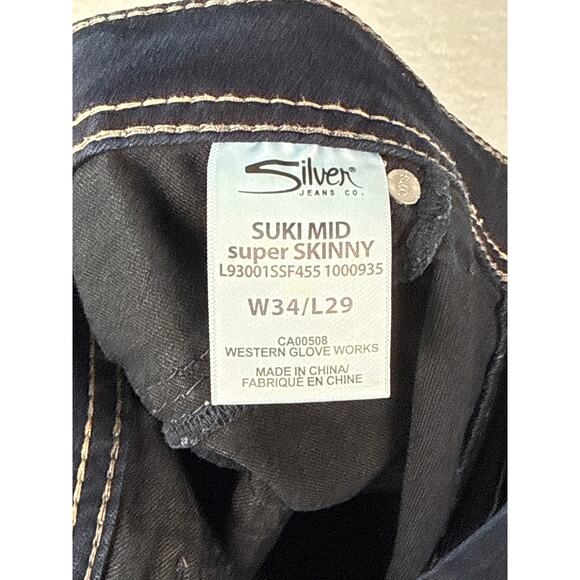 Silver®
JEANS CO.
SUKI MID
super SKINNY
L93001SSF455 1000935
W34/L29
CA00508
WESTERN GLOVE WORKS
MADE IN CHINA/
FABRIQUÉ EN CHINE